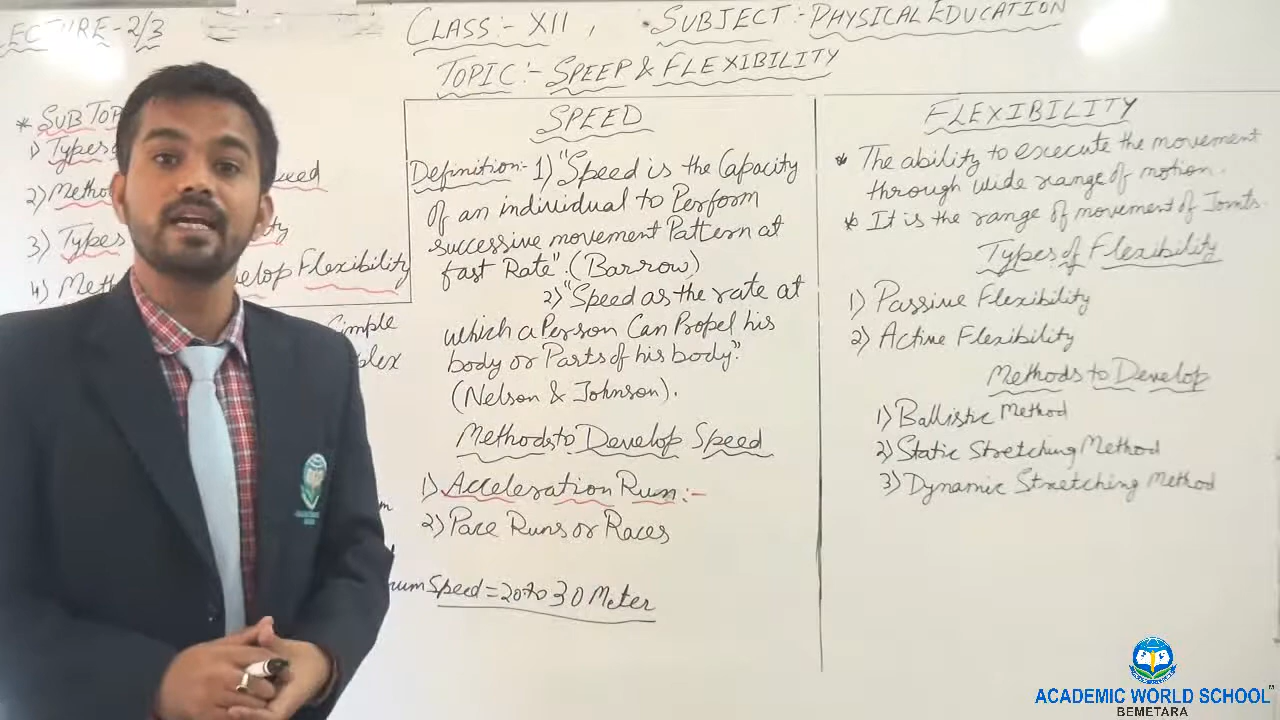 LECTURE-2/3
CLASS:- XII, SUBJECT:- PHYSICAL EDUCATION
TOPIC:- SPEEP & FLEXIBILITY
* SUB TOP
1) Types
2) Metho
3) Types
4) Meth elop Flexibility
Simple
plex
SPEED
Definition:- 1) "Speed is the Capacity
of an individual to Perform
successive movement Pattern at
fast Rate". (Barrow)
2) "Speed as the rate at
which a Person Can Propel his
body or Parts of his body."
(Nelson & Johnson).
Methods to Develop Speed
1) Acceleration Run:-
2) Pace Runs or Races
mum Speed = 20 to 30 Meter
FLEXIBILITY
* The ability to execute the movement
through wide range of motion.
* It is the range of movement of Joints.
Types of Flexibility
1) Passive Flexibility
2) Active Flexibility
Methods to Develop
1) Ballistic Method
2) Static Stretching Method
3) Dynamic Stretching Method
ACADEMIC WORLD SCHOOL
BEMETARA